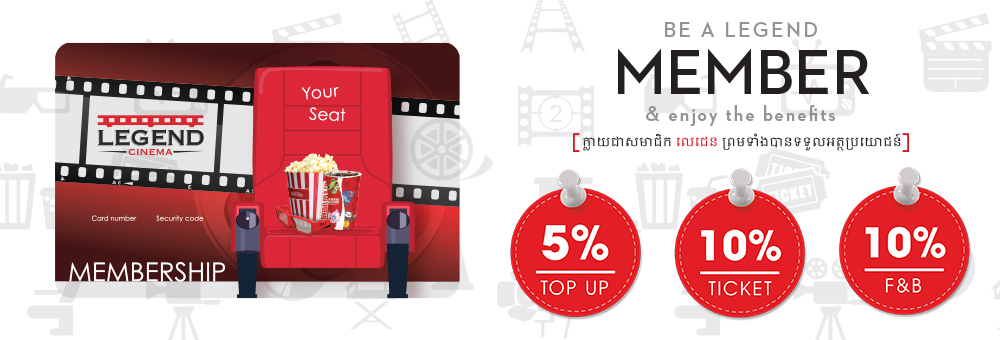 BE A LEGEND
MEMBER
& enjoy the benefits
[ក្លាយជាសមាជិក លេជេន ព្រមទាំងបានទទួលអត្ថប្រយោជន៍]
Your
Seat
LEGEND
CINEMA
Card number Security code
MEMBERSHIP
5%
TOP UP
10%
TICKET
10%
F&B
2
TICKET